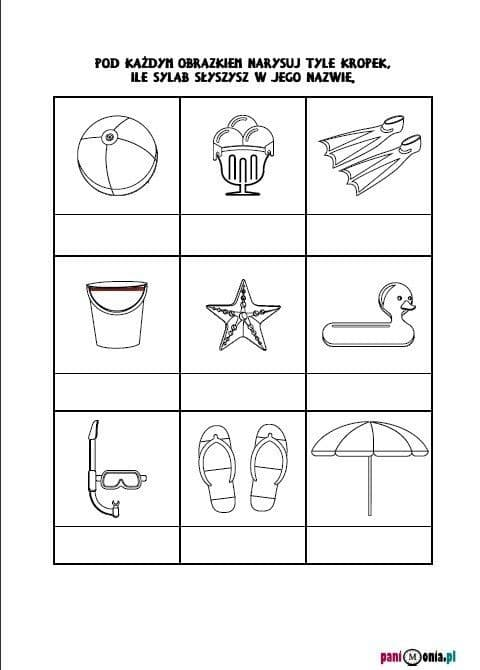 POD KAŻDYM OBRAZKIEM NARYSUJ TYLE KROPEK,
ILE SYLAB SŁYSZYSZ W JEGO NAZWIE.
paniMonia.pl